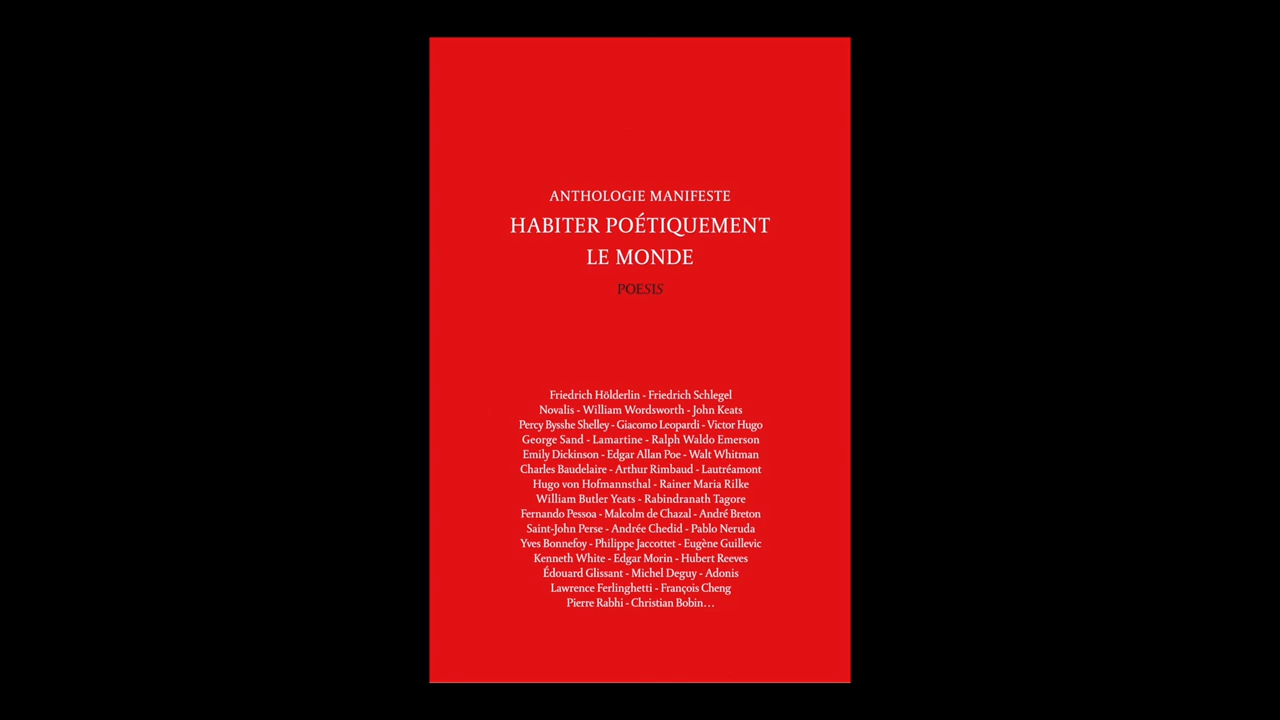 ANTHOLOGIE MANIFESTE
HABITER POÉTIQUEMENT
LE MONDE
POESIS
Friedrich Hölderlin - Friedrich Schlegel
Novalis - William Wordsworth - John Keats
Percy Bysshe Shelley - Giacomo Leopardi - Victor Hugo
George Sand - Lamartine - Ralph Waldo Emerson
Emily Dickinson - Edgar Allan Poe - Walt Whitman
Charles Baudelaire - Arthur Rimbaud - Lautréamont
Hugo von Hofmannsthal - Rainer Maria Rilke
William Butler Yeats - Rabindranath Tagore
Fernando Pessoa - Malcolm de Chazal - André Breton
Saint-John Perse - Andrée Chedid - Pablo Neruda
Yves Bonnefoy - Philippe Jaccottet - Eugène Guillevic
Kenneth White - Edgar Morin - Hubert Reeves
Édouard Glissant - Michel Deguy - Adonis
Lawrence Ferlinghetti - François Cheng
Pierre Rabhi - Christian Bobin...